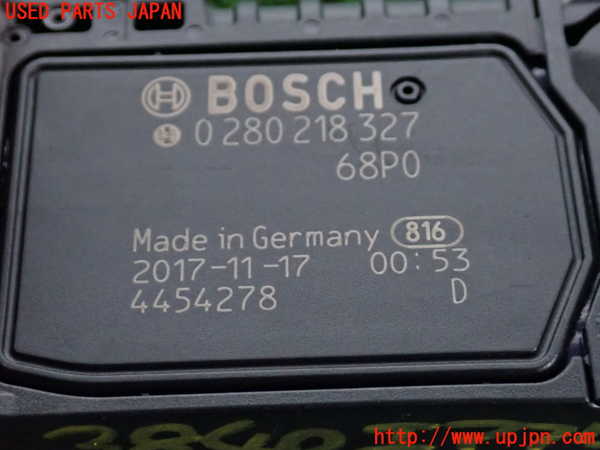 USED PARTS JAPAN
BOSCH
0 280 218 327
68P0
Made in Germany 816
2017-11-17 00:53
4454278 D
http://www.upjpn.com/